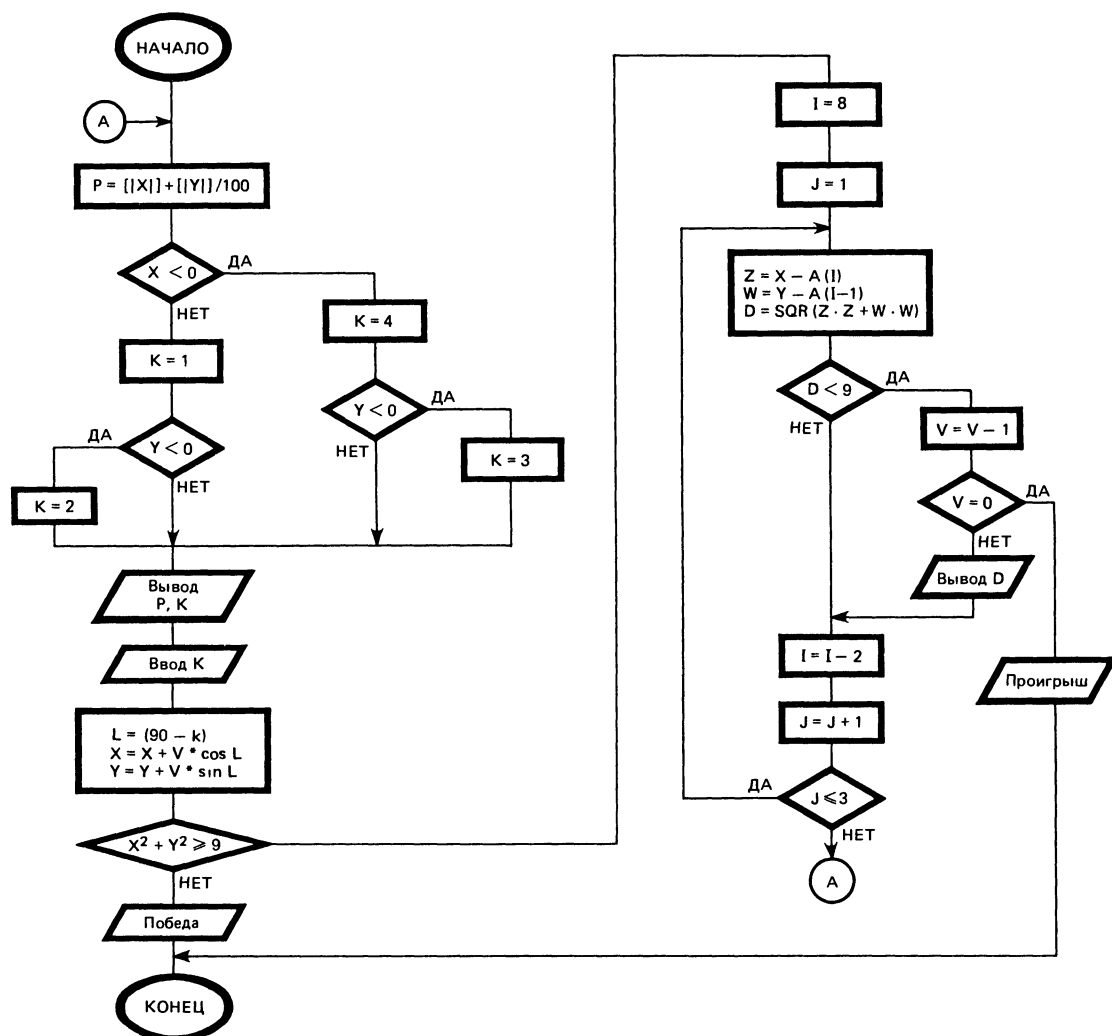 НАЧАЛО
A
P = [|X|] + [|Y|] / 100
X < 0
ДА
НЕТ
K = 4
K = 1
Y < 0
ДА
НЕТ
K = 3
ДА
Y < 0
НЕТ
K = 2
Вывод
P, K
Ввод K
L = (90 − k)
X = X + V * cos L
Y = Y + V * sin L
X² + Y² ⩾ 9
НЕТ
Победа
КОНЕЦ
I = 8
J = 1
Z = X − A (I)
W = Y − A (I−1)
D = SQR (Z · Z + W · W)
D < 9
ДА
НЕТ
V = V − 1
V = 0
ДА
НЕТ
Вывод D
I = I − 2
Проигрыш
J = J + 1
ДА
J ⩽ 3
НЕТ
A